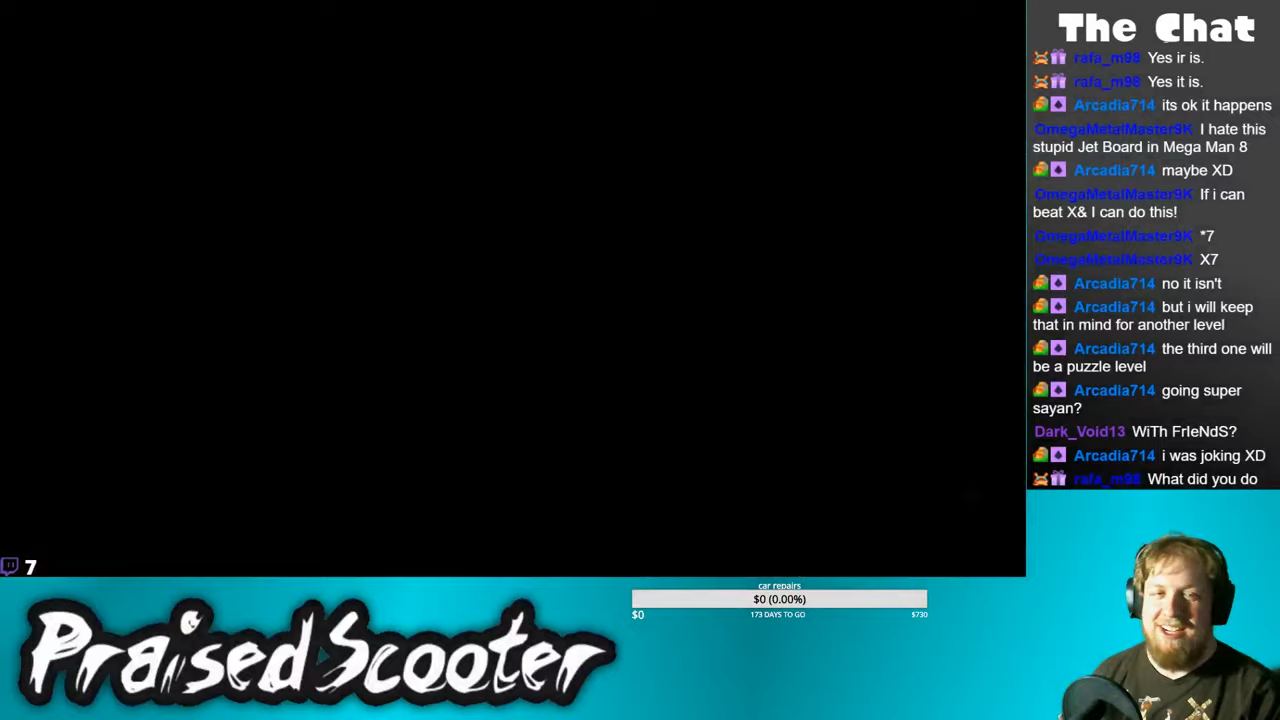 The Chat
rafa_m98 Yes ir is.
rafa_m98 Yes it is.
Arcadia714 its ok it happens
OmegaMetalMaster9K I hate this
stupid Jet Board in Mega Man 8
Arcadia714 maybe XD
OmegaMetalMaster9K If i can
beat X& I can do this!
OmegaMetalMaster9K *7
OmegaMetalMaster9K X7
Arcadia714 no it isn't
Arcadia714 but i will keep
that in mind for another level
Arcadia714 the third one will
be a puzzle level
Arcadia714 going super
sayan?
Dark_Void13 WiTh FrIeNdS?
Arcadia714 i was joking XD
rafa_m98 What did you do
7
car repairs
$0 (0.00%)
$0 173 DAYS TO GO $730
PraisedScooter